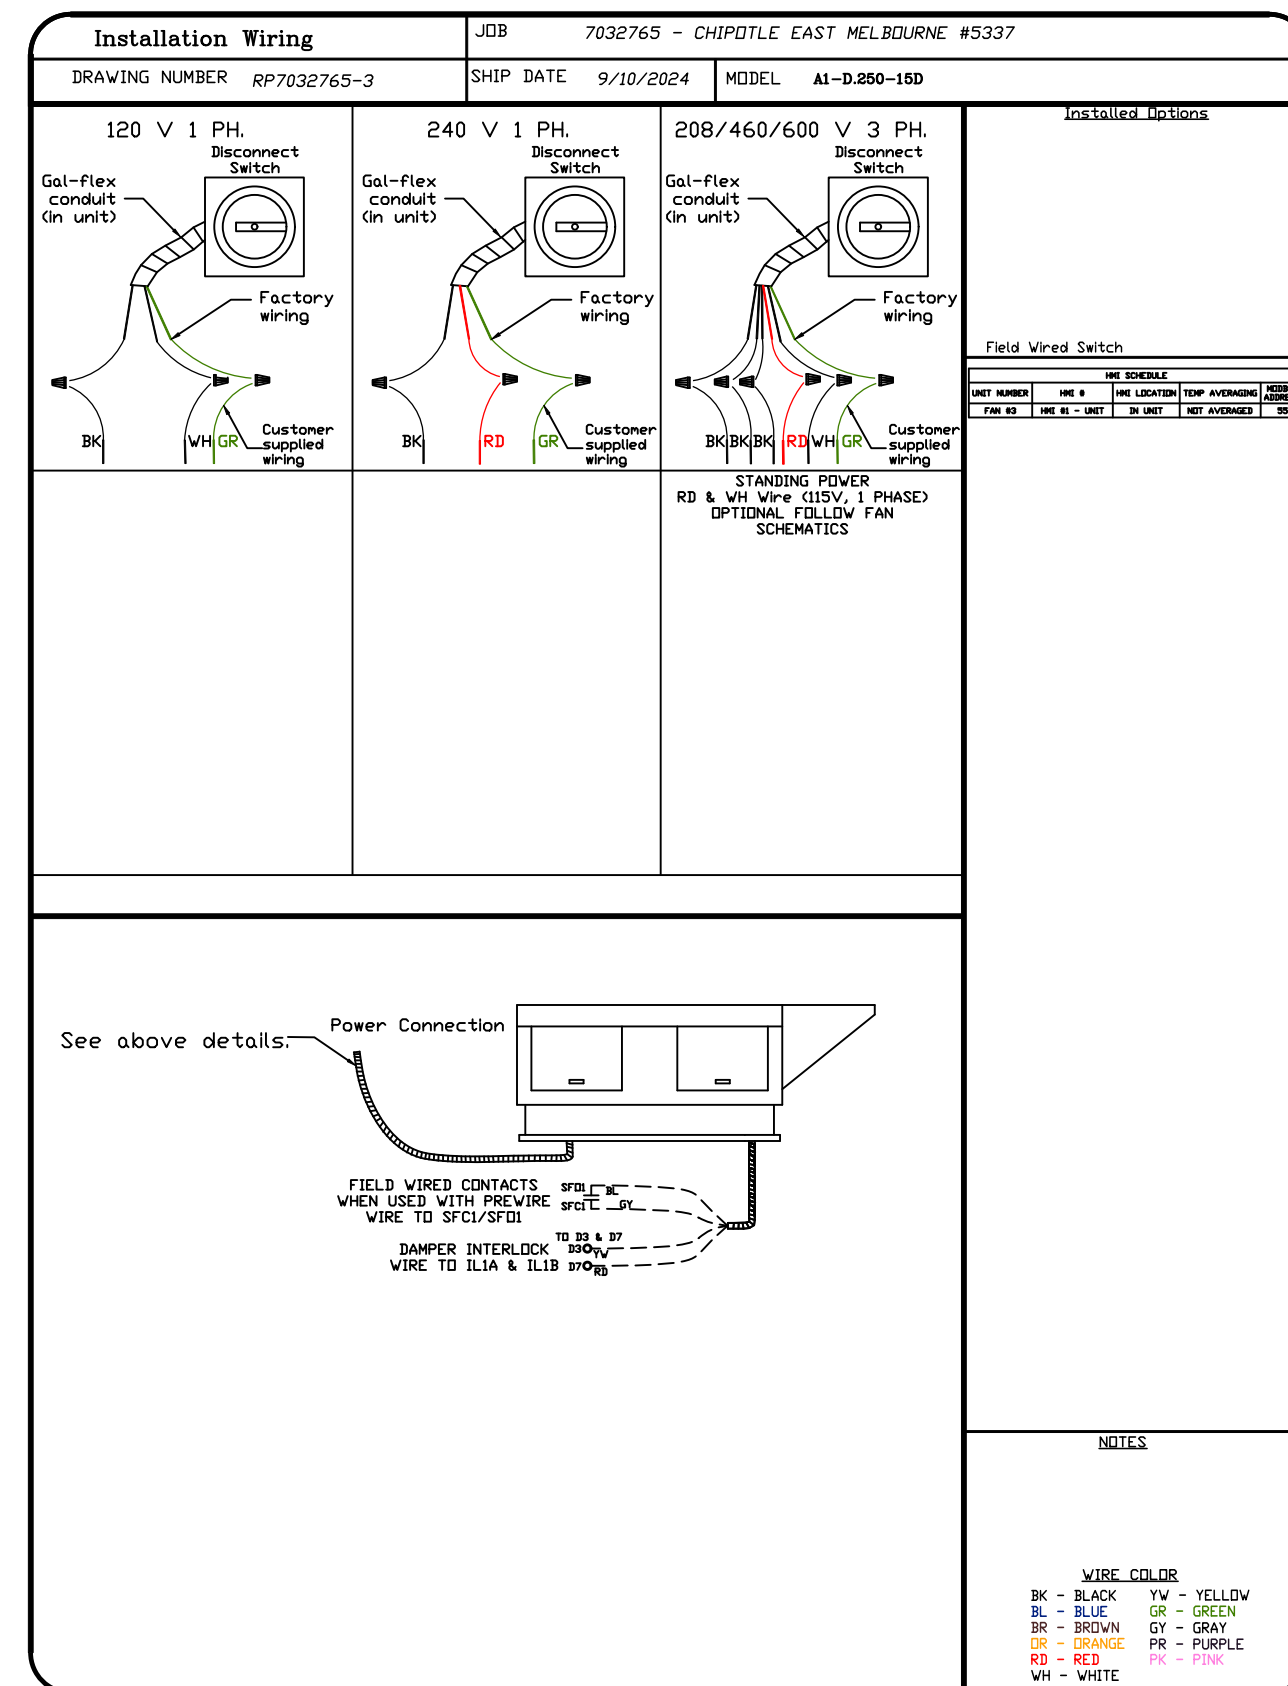 Installation Wiring
JOB 7032765 - CHIPOTLE EAST MELBOURNE #5337
DRAWING NUMBER RP7032765-3
SHIP DATE 9/10/2024
MODEL A1-D.250-15D
120 V 1 PH.
Disconnect
Switch
Gal-flex
conduit
(in unit)
Factory
wiring
BK
WH
GR
Customer
supplied
wiring
240 V 1 PH.
Disconnect
Switch
Gal-flex
conduit
(in unit)
Factory
wiring
BK
RD
GR
Customer
supplied
wiring
208/460/600 V 3 PH.
Disconnect
Switch
Gal-flex
conduit
(in unit)
Factory
wiring
BK
BK
BK
RD
WH
GR
Customer
supplied
wiring
STANDING POWER
RD & WH Wire (115V, 1 PHASE)
OPTIONAL FOLLOW FAN
SCHEMATICS
Installed Options
Field Wired Switch
HMI SCHEDULE
UNIT NUMBER HMI # HMI LOCATION TEMP AVERAGING
FAN #3 HMI #1 - UNIT IN UNIT NOT AVERAGED 55
See above details.
Power Connection
FIELD WIRED CONTACTS
WHEN USED WITH PREWIRE
WIRE TO SFC1/SFO1
SFO1 BL
SFC1 GY
TO D3 & D7
DAMPER INTERLOCK
WIRE TO IL1A & IL1B
D3 YW
D7 RD
NOTES
WIRE COLOR
BK - BLACK YW - YELLOW
BL - BLUE GR - GREEN
BR - BROWN GY - GRAY
OR - ORANGE PR - PURPLE
RD - RED PK - PINK
WH - WHITE